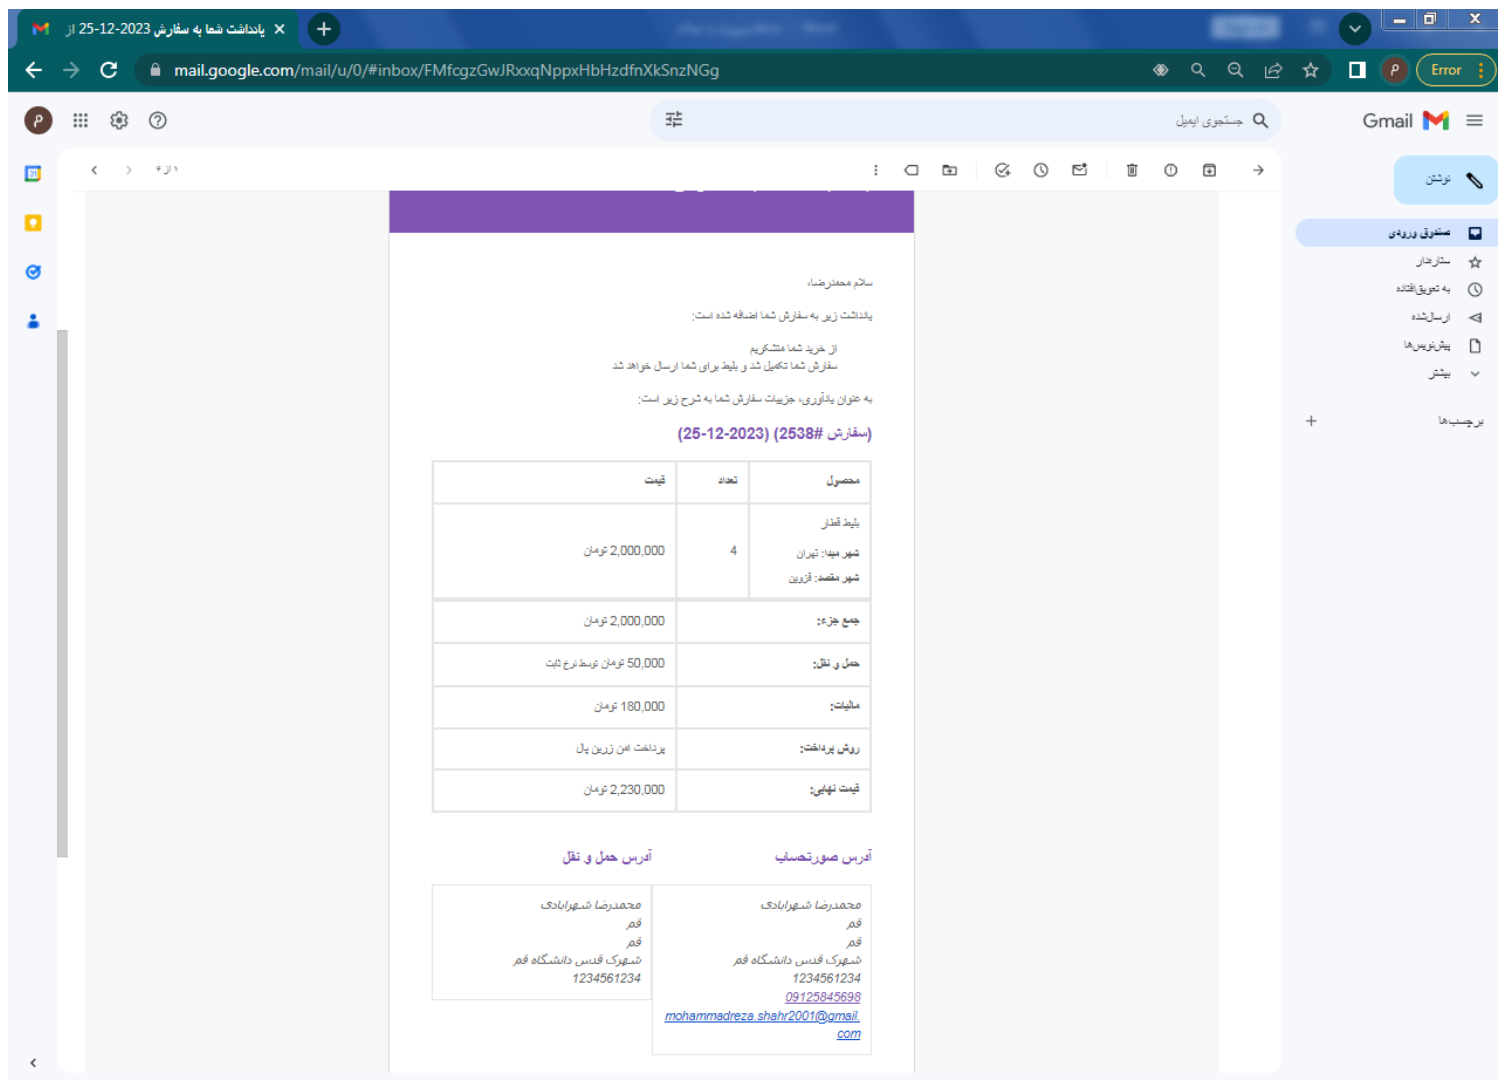 یادداشت شما به سفارش 2023-12-25 از
mail.google.com/mail/u/0/#inbox/FMfcgzGwJRxxqNppxHbHzdfnXkSnzNGg
Error
P
Gmail
جستجوی ایمیل
P
۱ از ۴
نوشتن
صندوق ورودی
ستاره‌دار
به تعویق‌افتاده
ارسال‌شده
پیش‌نویس‌ها
بیشتر
برچسب‌ها
سلام محمدرضا،
یادداشت زیر به سفارش شما اضافه شده است:
از خرید شما متشکریم
سفارش شما تکمیل شد و بلیط برای شما ارسال خواهد شد
به عنوان یادآوری، جزییات سفارش شما به شرح زیر است:
(سفارش #2538) (25-12-2023)
محصول تعداد قیمت
بلیط قطار
شهر مبدا: تهران
شهر مقصد: قزوین
4
2,000,000 تومان
جمع جزء: 2,000,000 تومان
حمل و نقل: 50,000 تومان توسط نرخ ثابت
مالیات: 180,000 تومان
روش پرداخت: پرداخت امن زرین پال
قیمت نهایی: 2,230,000 تومان
آدرس صورتحساب
محمدرضا شهرابادی
قم
قم
شهرک قدس دانشگاه قم
1234561234
09125845698
mohammadreza.shahr2001@gmail.
com
آدرس حمل و نقل
محمدرضا شهرابادی
قم
قم
شهرک قدس دانشگاه قم
1234561234